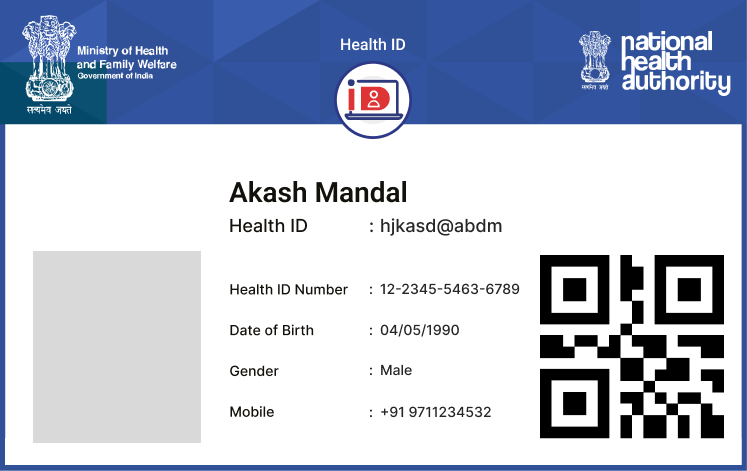 Ministry of Health
and Family Welfare
Government of India
सत्यमेव जयते
Health ID
iD
national
health
authority
सत्यमेव जयते
Akash Mandal
Health ID : hjkasd@abdm
Health ID Number : 12-2345-5463-6789
Date of Birth : 04/05/1990
Gender : Male
Mobile : +91 9711234532